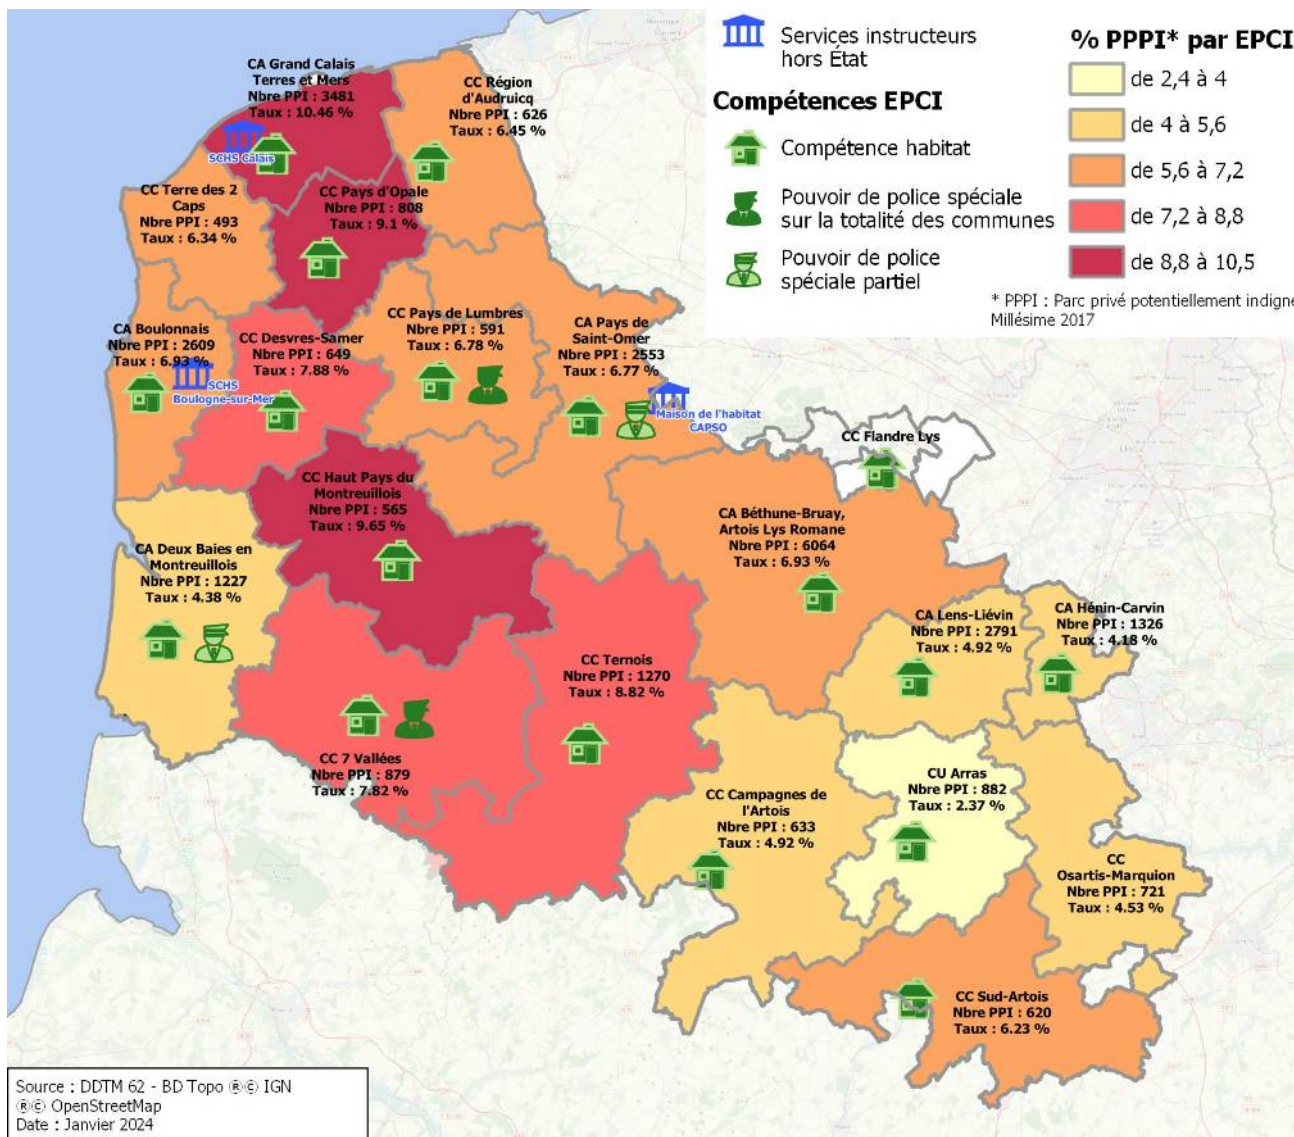 Services instructeurs
hors État
Compétences EPCI
Compétence habitat
Pouvoir de police spéciale
sur la totalité des communes
Pouvoir de police
spéciale partiel
% PPPI* par EPCI
de 2,4 à 4
de 4 à 5,6
de 5,6 à 7,2
de 7,2 à 8,8
de 8,8 à 10,5
* PPPI : Parc privé potentiellement indigne
Millésime 2017
CA Grand Calais
Terres et Mers
Nbre PPI : 3481
Taux : 10.46 %
SCHS Calais
CC Région
d'Audruicq
Nbre PPI : 626
Taux : 6.45 %
CC Terre des 2
Caps
Nbre PPI : 493
Taux : 6.34 %
CC Pays d'Opale
Nbre PPI : 808
Taux : 9.1 %
CA Boulonnais
Nbre PPI : 2609
Taux : 6.93 %
SCHS
Boulogne-sur-Mer
CC Desvres-Samer
Nbre PPI : 649
Taux : 7.88 %
CC Pays de Lumbres
Nbre PPI : 591
Taux : 6.78 %
CA Pays de
Saint-Omer
Nbre PPI : 2553
Taux : 6.77 %
Maison de l'habitat
CAPSO
CC Flandre Lys
CC Haut Pays du
Montreuillois
Nbre PPI : 565
Taux : 9.65 %
CA Deux Baies en
Montreuillois
Nbre PPI : 1227
Taux : 4.38 %
CA Béthune-Bruay,
Artois Lys Romane
Nbre PPI : 6064
Taux : 6.93 %
CA Lens-Liévin
Nbre PPI : 2791
Taux : 4.92 %
CA Hénin-Carvin
Nbre PPI : 1326
Taux : 4.18 %
CC Ternois
Nbre PPI : 1270
Taux : 8.82 %
CC 7 Vallées
Nbre PPI : 879
Taux : 7.82 %
CC Campagnes de
l'Artois
Nbre PPI : 633
Taux : 4.92 %
CU Arras
Nbre PPI : 882
Taux : 2.37 %
CC
Osartis-Marquion
Nbre PPI : 721
Taux : 4.53 %
CC Sud-Artois
Nbre PPI : 620
Taux : 6.23 %
Source : DDTM 62 - BD Topo ®© IGN
®© OpenStreetMap
Date : Janvier 2024